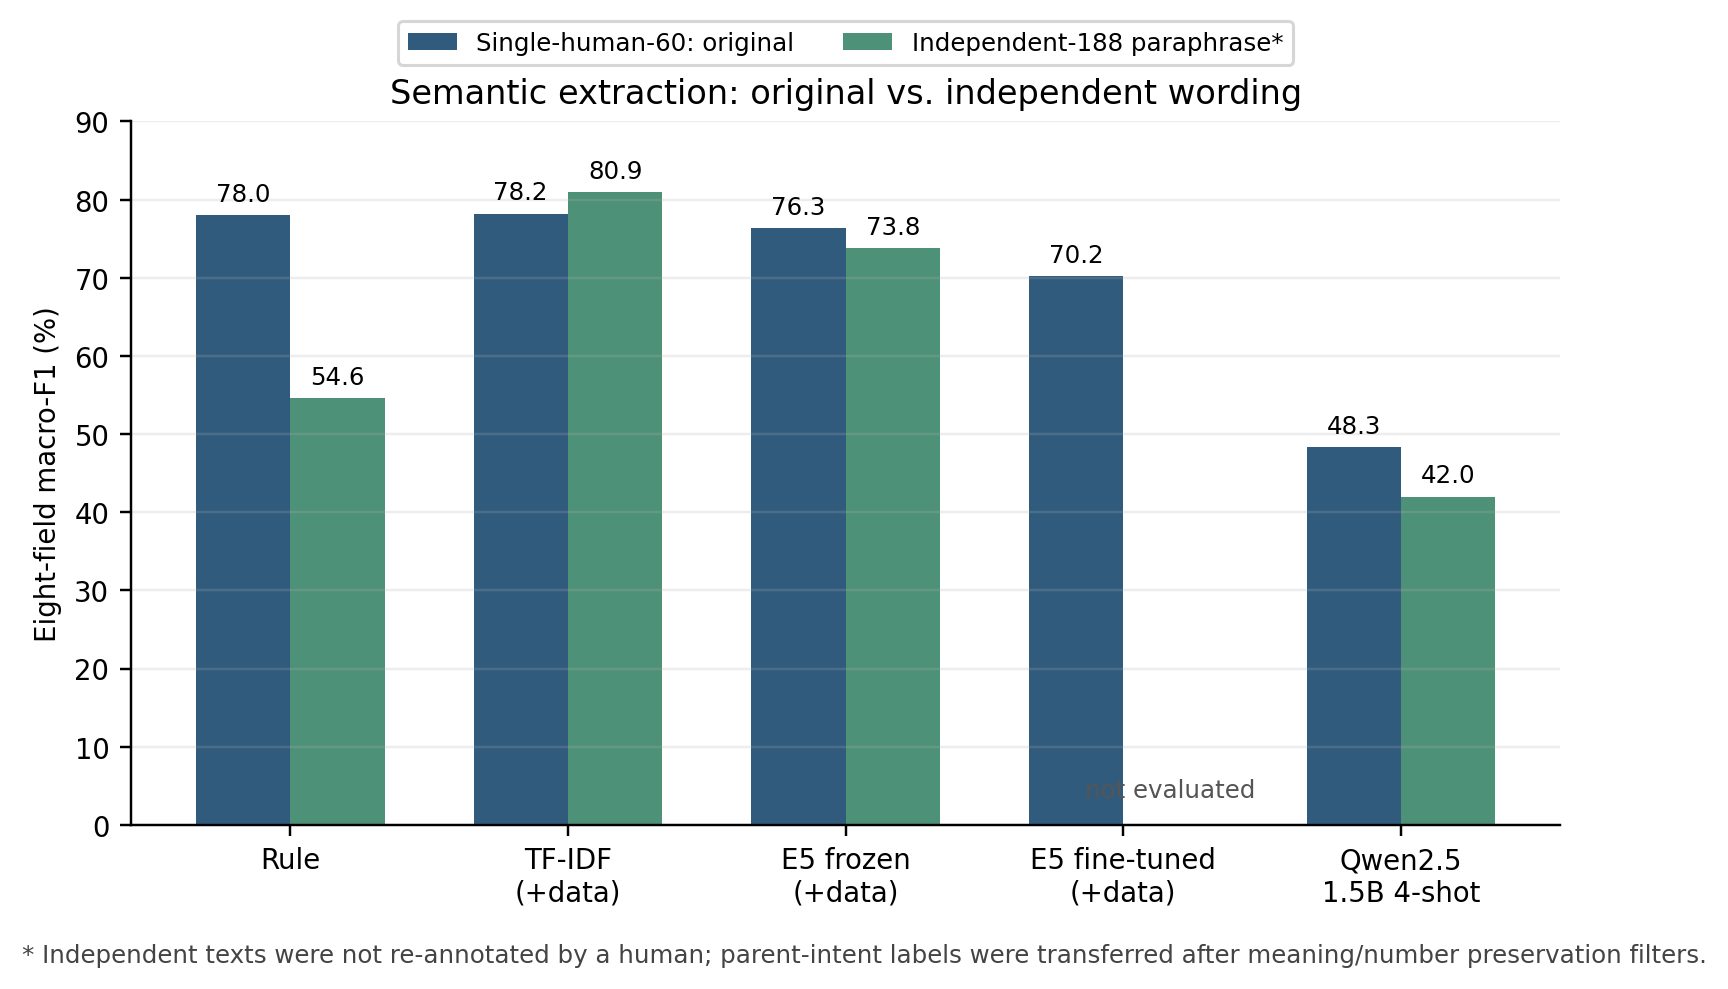 Single-human-60: original
Independent-188 paraphrase*
Semantic extraction: original vs. independent wording
Eight-field macro-F1 (%)
90
80
70
60
50
40
30
20
10
0
78.0
54.6
78.2
80.9
76.3
73.8
70.2
not evaluated
48.3
42.0
Rule
TF-IDF
(+data)
E5 frozen
(+data)
E5 fine-tuned
(+data)
Qwen2.5
1.5B 4-shot
* Independent texts were not re-annotated by a human; parent-intent labels were transferred after meaning/number preservation filters.